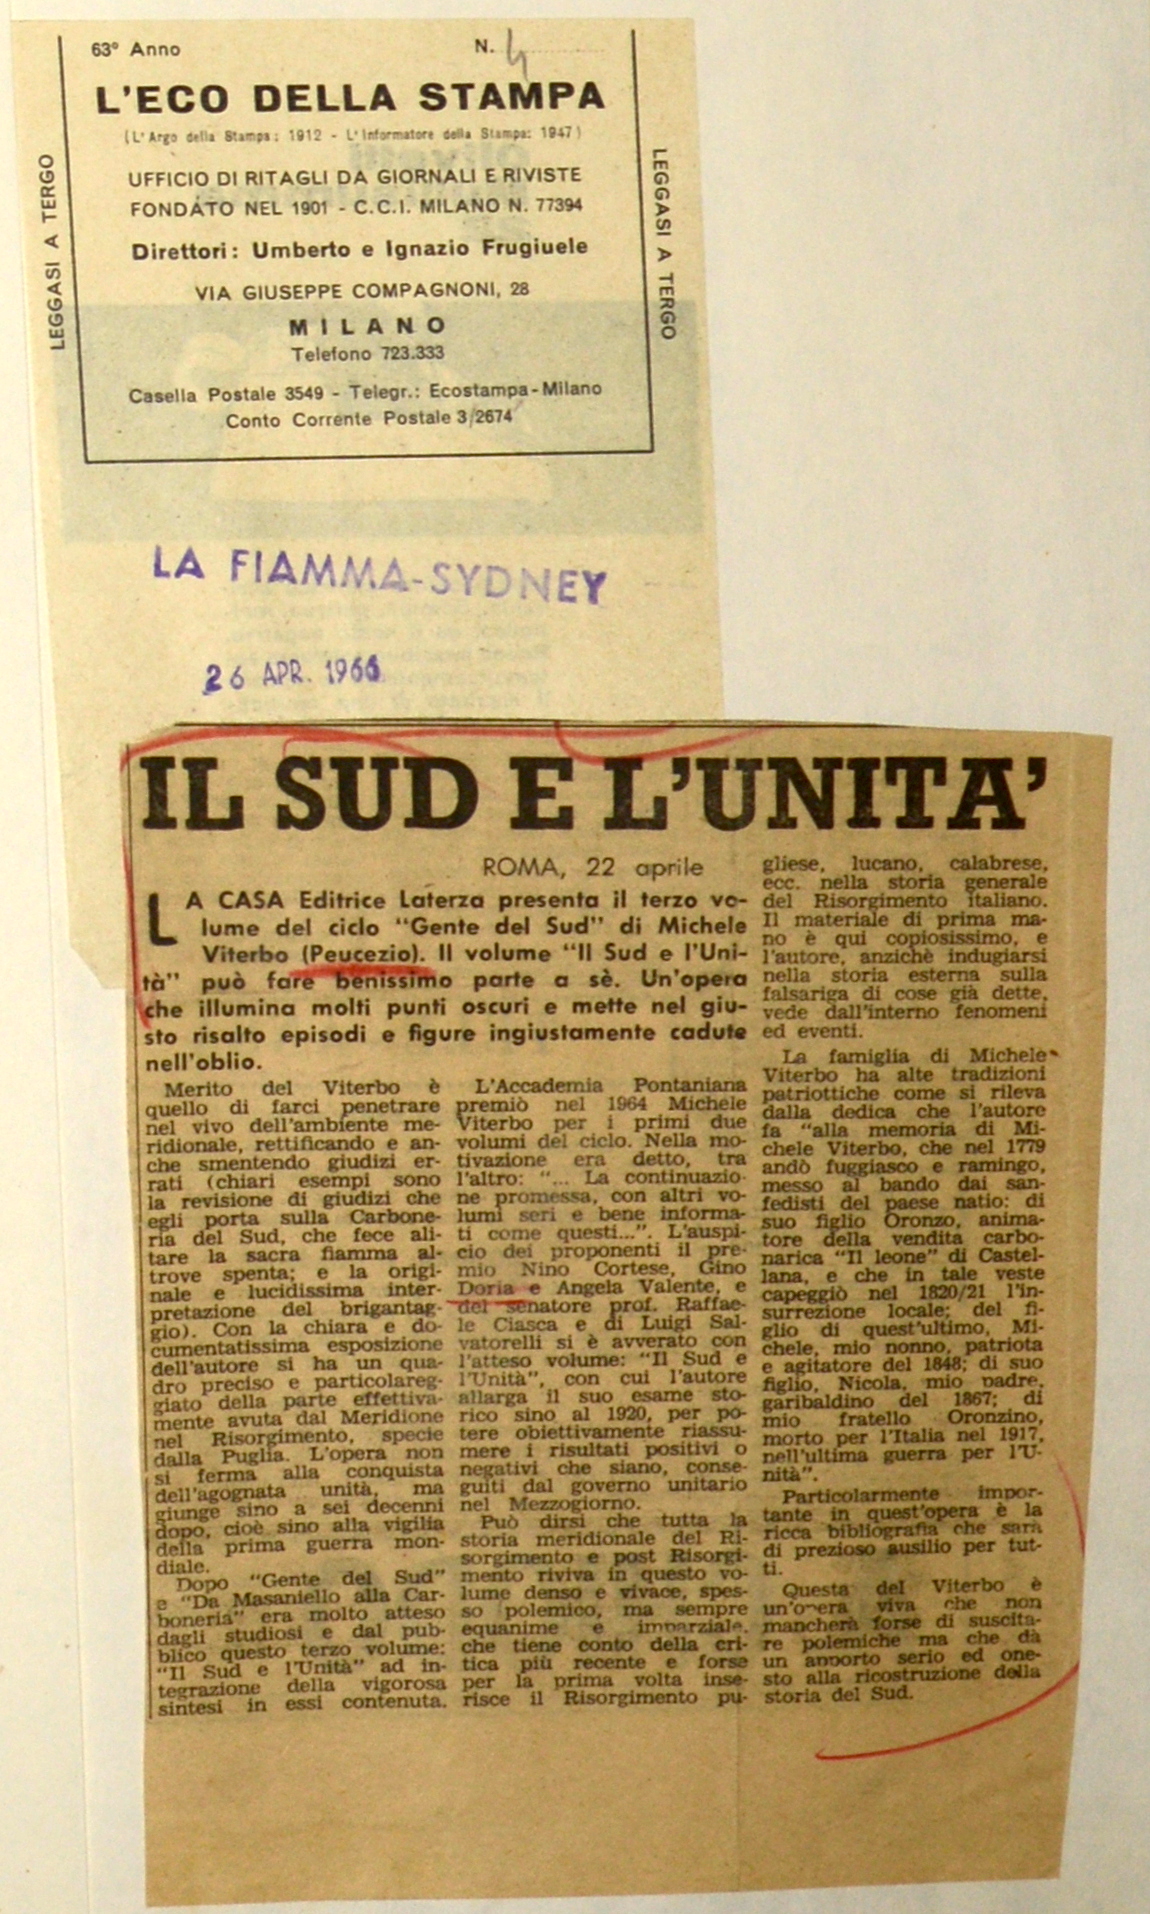 63° Anno N. 4
L'ECO DELLA STAMPA
(L'Argo della Stampa: 1912 - L'Informatore della Stampa: 1947)
UFFICIO DI RITAGLI DA GIORNALI E RIVISTE
FONDATO NEL 1901 - C.C.I. MILANO N. 77394
Direttori: Umberto e Ignazio Frugiuele
VIA GIUSEPPE COMPAGNONI, 28
MILANO
Telefono 723.333
Casella Postale 3549 - Telegr.: Ecostampa-Milano
Conto Corrente Postale 3/2674
LEGGASI A TERGO
LEGGASI A TERGO
LA FIAMMA-SYDNEY
26 APR. 1966
IL SUD E L'UNITA'
ROMA, 22 aprile
LA CASA Editrice Laterza presenta il terzo vo-
lume del ciclo "Gente del Sud" di Michele
Viterbo (Peucezio). Il volume "Il Sud e l'Uni-
tà" può fare benissimo parte a sè. Un'opera
che illumina molti punti oscuri e mette nel giu-
sto risalto episodi e figure ingiustamente cadute
nell'oblio.
Merito del Viterbo è
quello di farci penetrare
nel vivo dell'ambiente me-
ridionale, rettificando e an-
che smentendo giudizi er-
rati (chiari esempi sono
la revisione di giudizi che
egli porta sulla Carbone-
ria del Sud, che fece ali-
tare la sacra fiamma al-
trove spenta; e la origi-
nale e lucidissima inter-
pretazione del brigantag-
gio). Con la chiara e do-
cumentatissima esposizione
dell'autore si ha un qua-
dro preciso e particolareg-
giato della parte effettiva-
mente avuta dal Meridione
nel Risorgimento, specie
dalla Puglia. L'opera non
si ferma alla conquista
dell'agognata unità, ma
giunge sino a sei decenni
dopo, cioè sino alla vigilia
della prima guerra mon-
diale.
Dopo "Gente del Sud"
e "Da Masaniello alla Car-
boneria" era molto atteso
dagli studiosi e dal pub-
blico questo terzo volume:
"Il Sud e l'Unità" ad in-
tegrazione della vigorosa
sintesi in essi contenuta.
L'Accademia Pontaniana
premiò nel 1964 Michele
Viterbo per i primi due
volumi del ciclo. Nella mo-
tivazione era detto, tra
l'altro: "... La continuazio-
ne promessa, con altri vo-
lumi seri e bene informa-
ti come questi...". L'auspi-
cio dei proponenti il pre-
mio Nino Cortese, Gino
Doria e Angela Valente, e
del senatore prof. Raffae-
le Ciasca e di Luigi Sal-
vatorelli si è avverato con
l'atteso volume: "Il Sud e
l'Unità", con cui l'autore
allarga il suo esame sto-
rico sino al 1920, per po-
tere obiettivamente riassu-
mere i risultati positivi o
negativi che siano, conse-
guiti dal governo unitario
nel Mezzogiorno.
Può dirsi che tutta la
storia meridionale del Ri-
sorgimento e post Risorgi-
mento riviva in questo vo-
lume denso e vivace, spes-
so polemico, ma sempre
equanime e imparziale,
che tiene conto della cri-
tica più recente e forse
per la prima volta inse-
risce il Risorgimento pu-
gliese, lucano, calabrese,
ecc. nella storia generale
del Risorgimento italiano.
Il materiale di prima ma-
no è qui copiosissimo, e
l'autore, anzichè indugiarsi
nella storia esterna sulla
falsariga di cose già dette,
vede dall'interno fenomeni
ed eventi.
La famiglia di Michele
Viterbo ha alte tradizioni
patriottiche come si rileva
dalla dedica che l'autore
fa "alla memoria di Mi-
chele Viterbo, che nel 1779
andò fuggiasco e ramingo,
messo al bando dai san-
fedisti del paese natio: di
suo figlio Oronzo, anima-
tore della vendita carbo-
narica "Il leone" di Castel-
lana, e che in tale veste
capeggiò nel 1820/21 l'in-
surrezione locale; del fi-
glio di quest'ultimo, Mi-
chele, mio nonno, patriota
e agitatore del 1848; di suo
figlio, Nicola, mio padre,
garibaldino del 1867; di
mio fratello Oronzino,
morto per l'Italia nel 1917,
nell'ultima guerra per l'U-
nità".
Particolarmente impor-
tante in quest'opera è la
ricca bibliografia che sarà
di prezioso ausilio per tut-
ti.
Questa del Viterbo è
un'opera viva che non
mancherà forse di suscita-
re polemiche ma che dà
un apporto serio ed one-
sto alla ricostruzione della
storia del Sud.